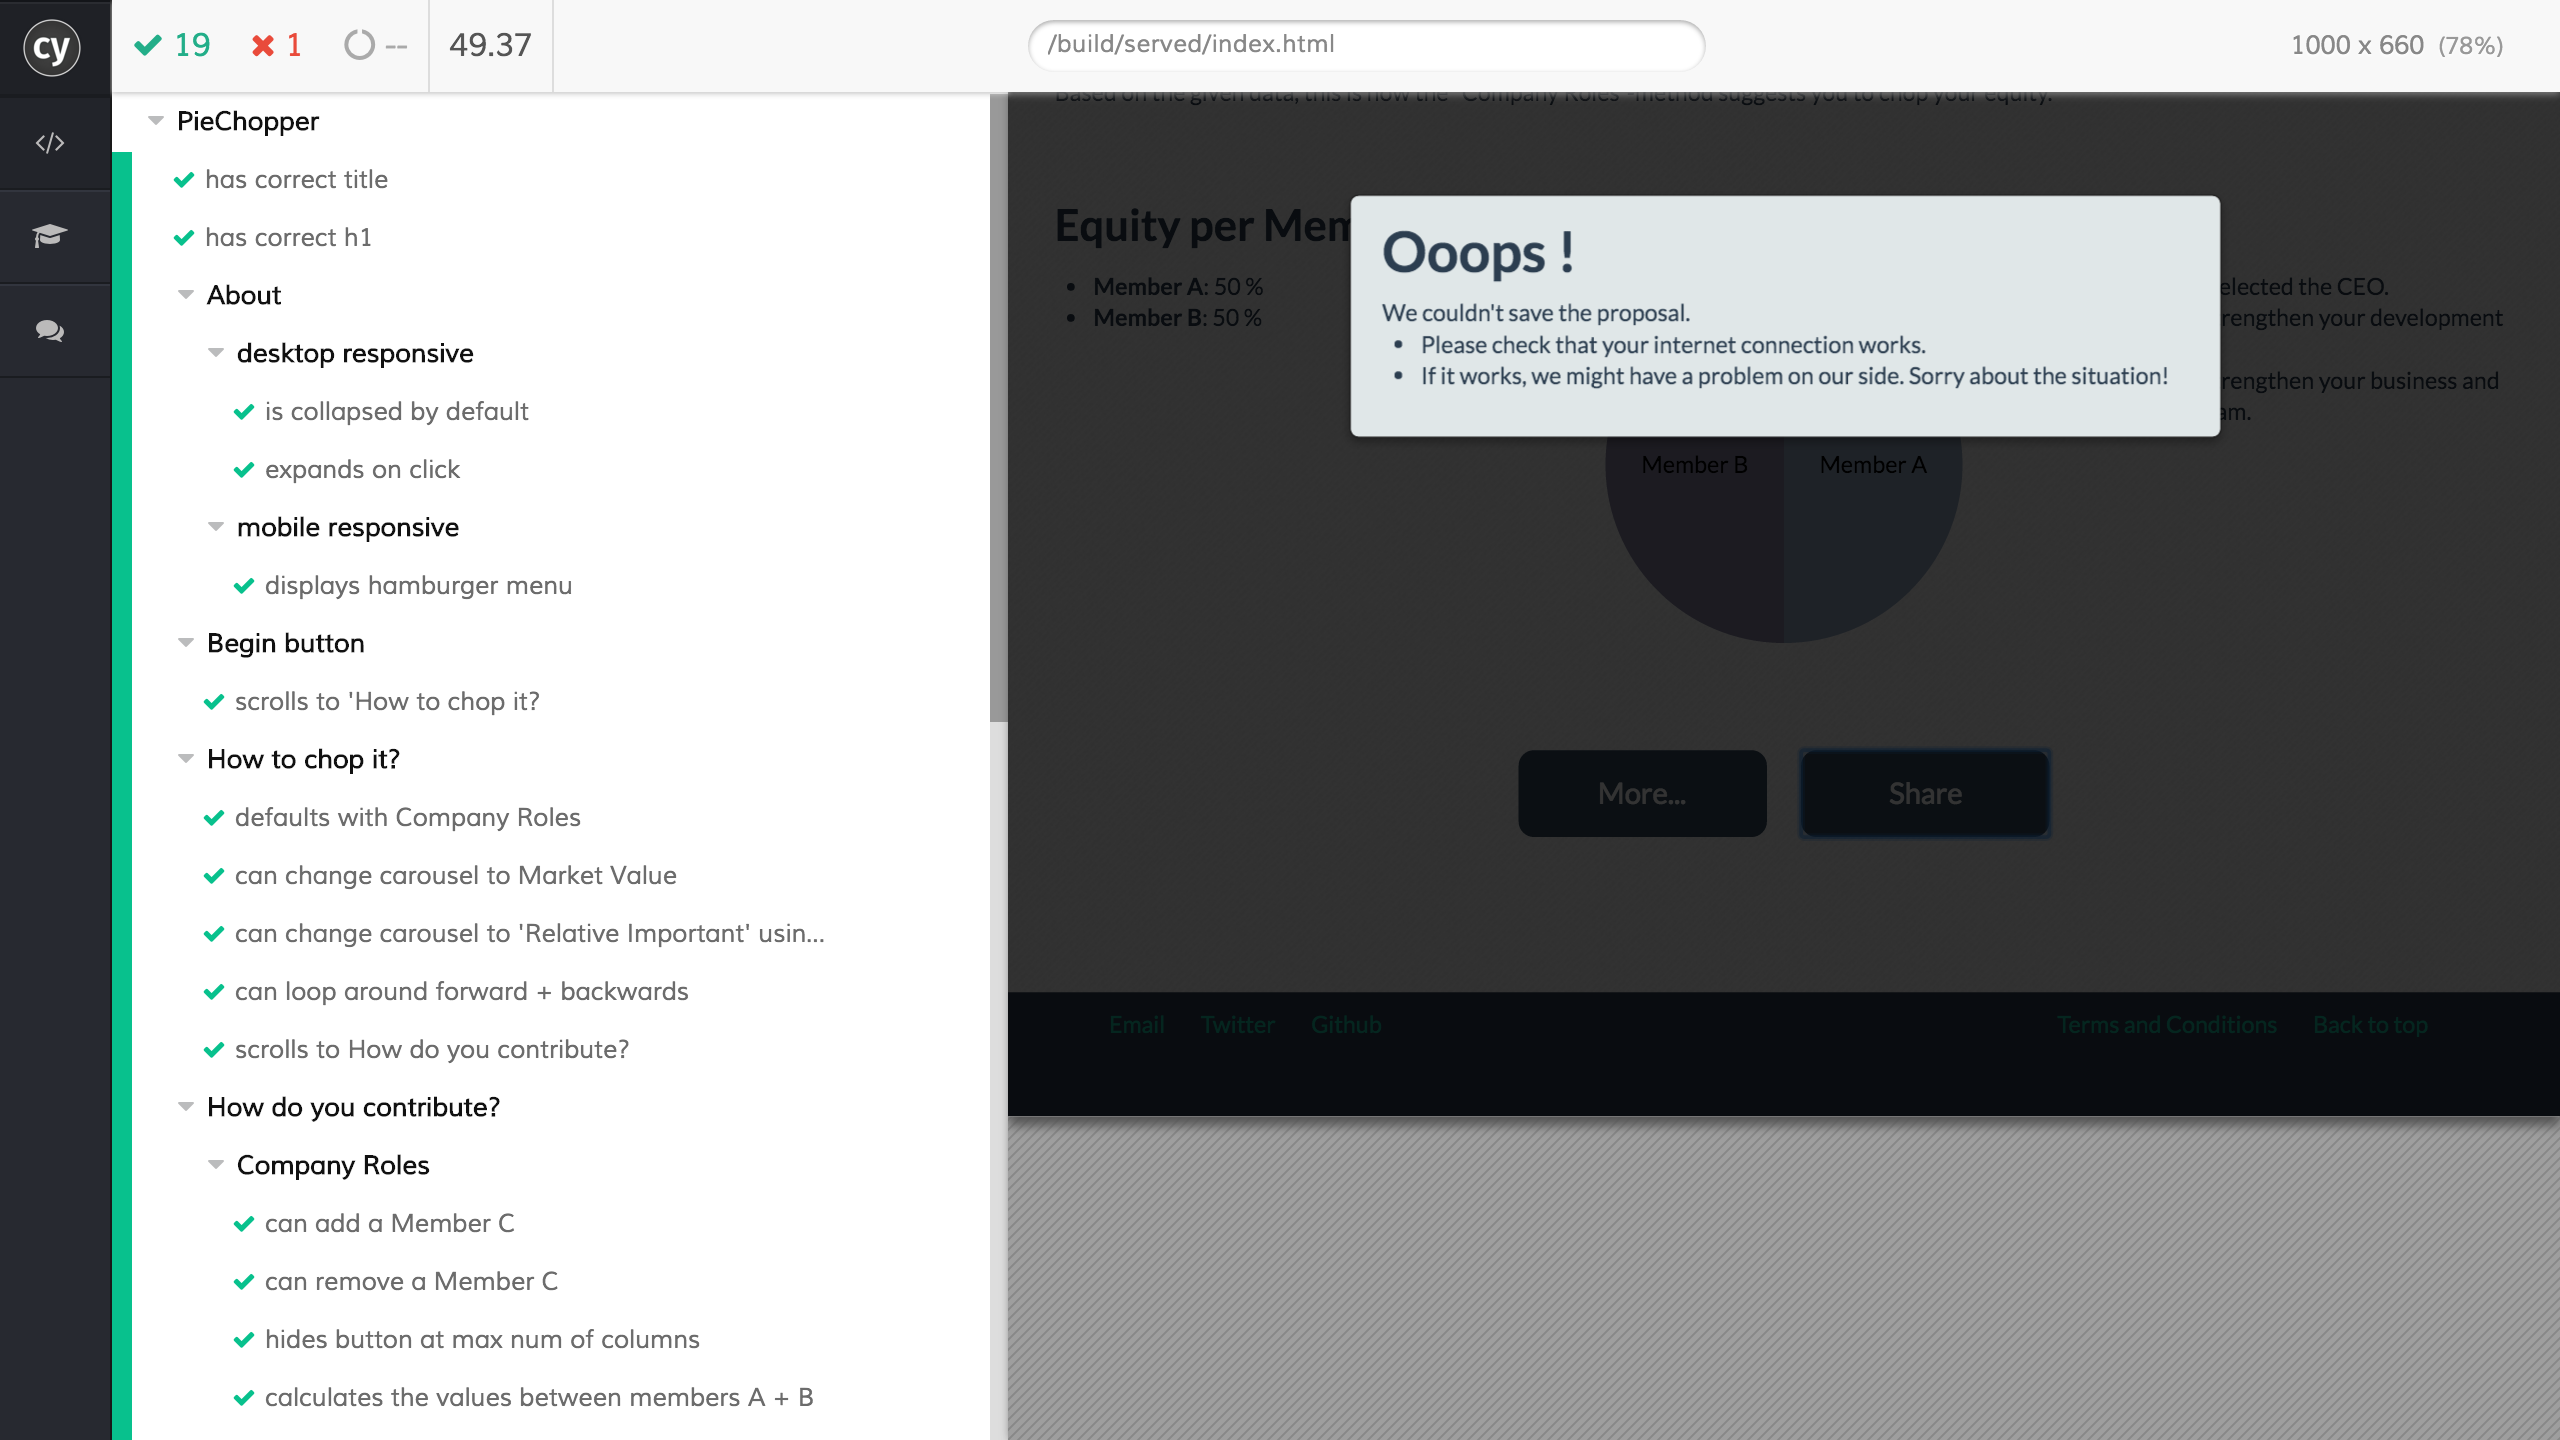 cy
19
1
--
49.37
/build/served/index.html
1000 x 660 (78%)
</>
PieChopper
has correct title
has correct h1
About
desktop responsive
is collapsed by default
expands on click
mobile responsive
displays hamburger menu
Begin button
scrolls to 'How to chop it?
How to chop it?
defaults with Company Roles
can change carousel to Market Value
can change carousel to 'Relative Important' usin...
can loop around forward + backwards
scrolls to How do you contribute?
How do you contribute?
Company Roles
can add a Member C
can remove a Member C
hides button at max num of columns
calculates the values between members A + B
Based on the given data, this is how the "Company Roles"-method suggests you to chop your equity.
Equity per Mem
Member A: 50 %
Member B: 50 %
elected the CEO.
rengthen your development
rengthen your business and
am.
Ooops !
We couldn't save the proposal.
Please check that your internet connection works.
If it works, we might have a problem on our side. Sorry about the situation!
Member B
Member A
More...
Share
Email
Twitter
Github
Terms and Conditions
Back to top